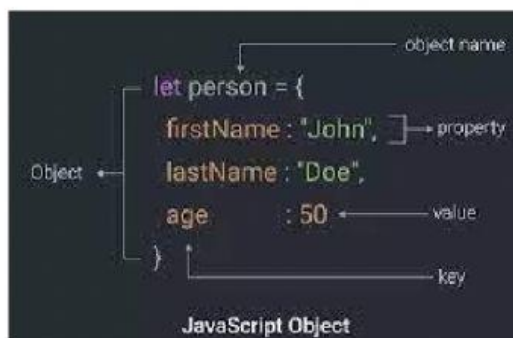 object name
let person = {
firstName : "John", property
Object lastName : "Doe",
age : 50 value
}
key
JavaScript Object